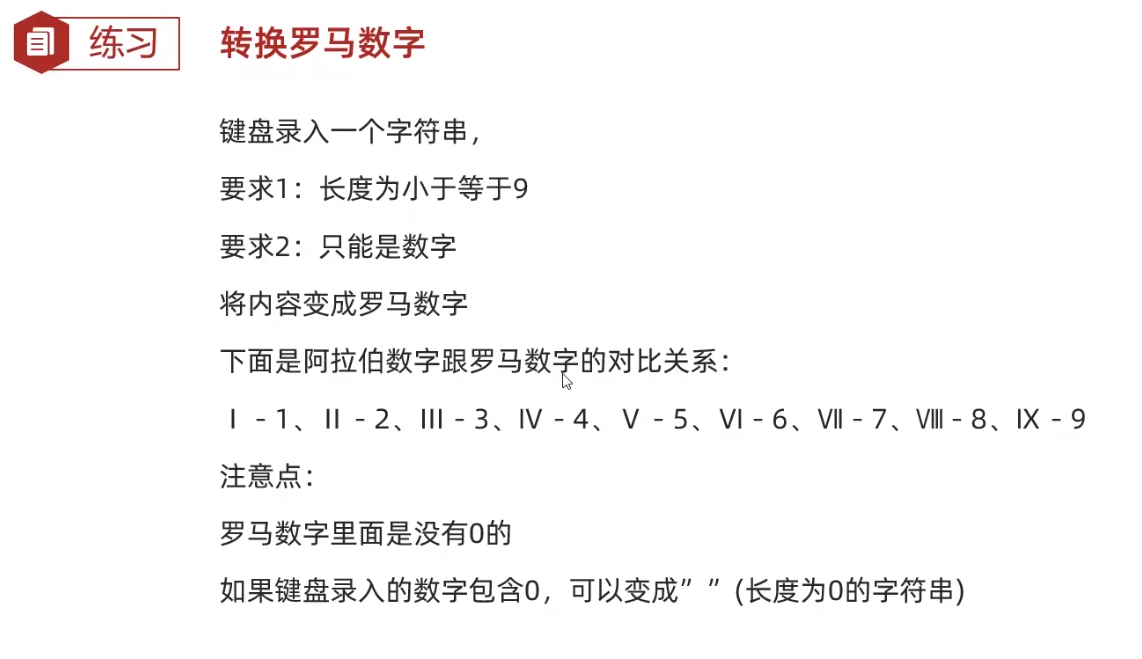 练习
转换罗马数字
键盘录入一个字符串，
要求1：长度为小于等于9
要求2：只能是数字
将内容变成罗马数字
下面是阿拉伯数字跟罗马数字的对比关系：
Ⅰ - 1、Ⅱ - 2、Ⅲ - 3、Ⅳ - 4、Ⅴ - 5、Ⅵ - 6、Ⅶ - 7、Ⅷ - 8、Ⅸ - 9
注意点：
罗马数字里面是没有0的
如果键盘录入的数字包含0，可以变成” ” (长度为0的字符串)